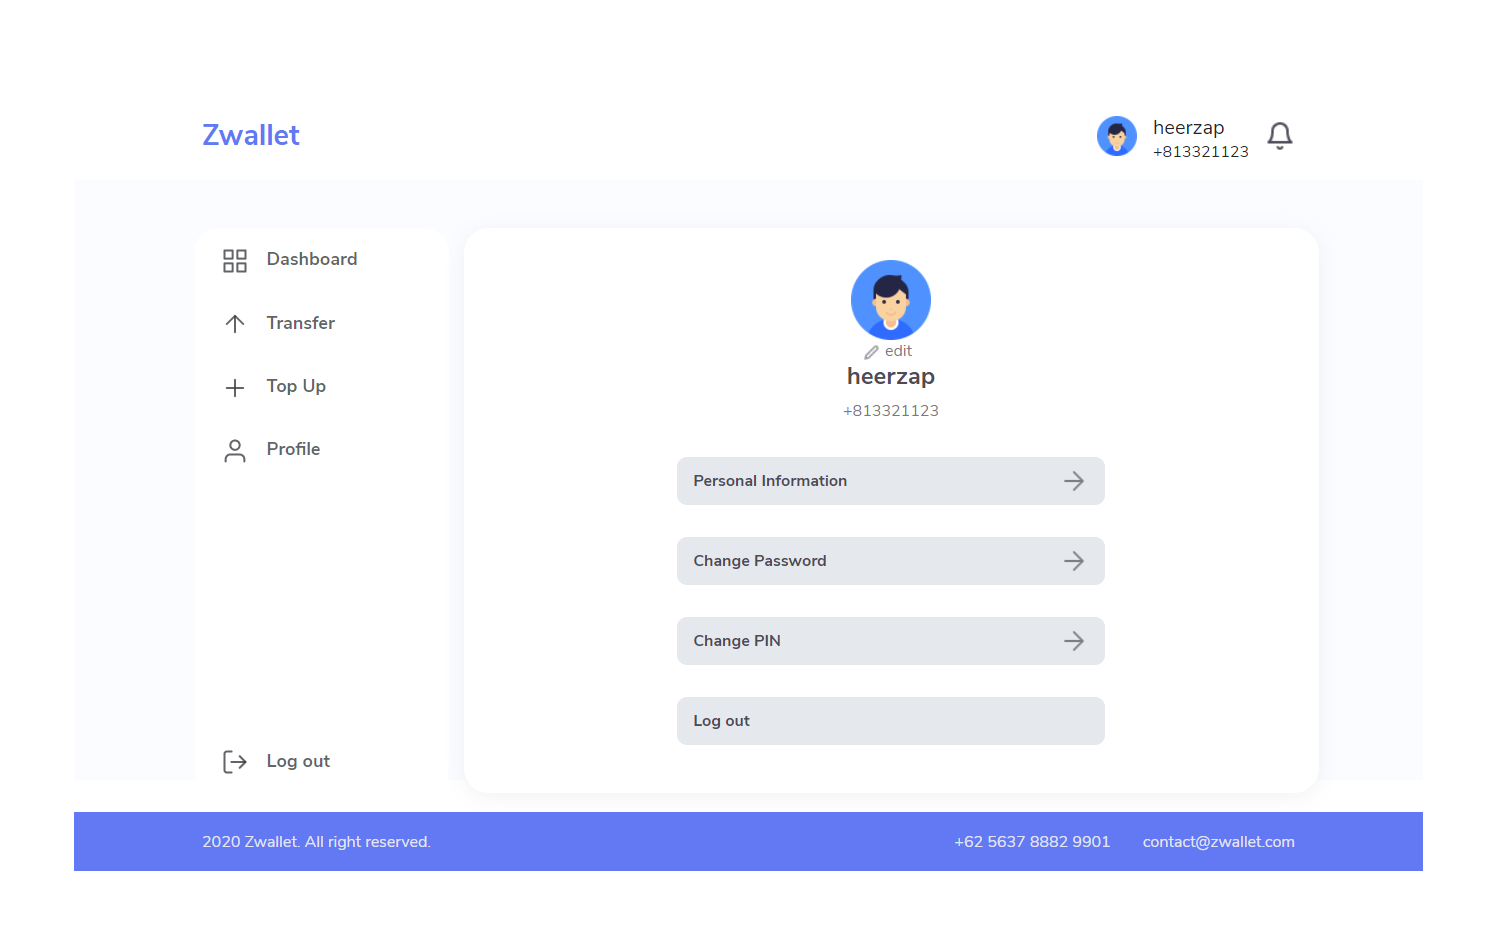 Zwallet
heerzap
+813321123
Dashboard
Transfer
Top Up
Profile
Log out
edit
heerzap
+813321123
Personal Information
Change Password
Change PIN
Log out
2020 Zwallet. All right reserved.
+62 5637 8882 9901
contact@zwallet.com